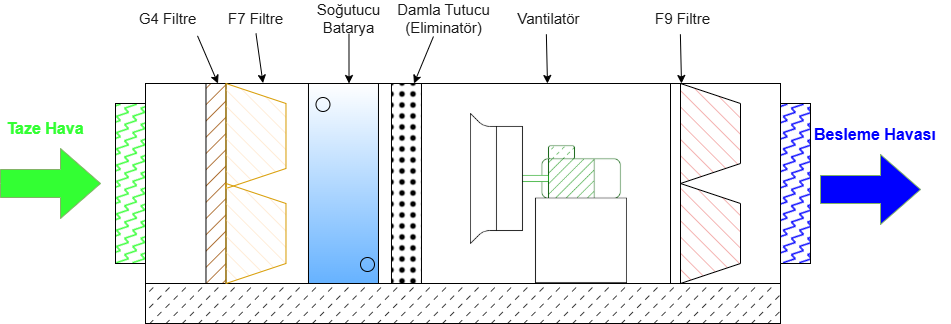 G4 Filtre
F7 Filtre
Soğutucu
Batarya
Damla Tutucu
(Eliminatör)
Vantilatör
F9 Filtre
Taze Hava
Besleme Havası